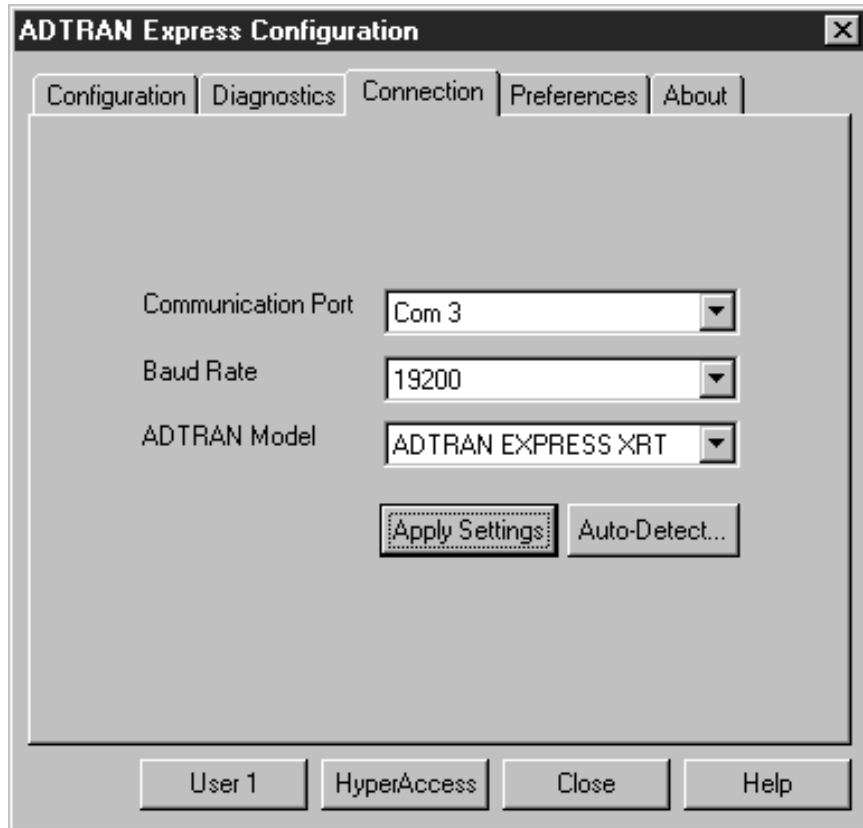 ADTRAN Express Configuration
Configuration Diagnostics Connection Preferences About
Communication Port Com 3
Baud Rate 19200
ADTRAN Model ADTRAN EXPRESS XRT
Apply Settings Auto-Detect...
User 1 HyperAccess Close Help